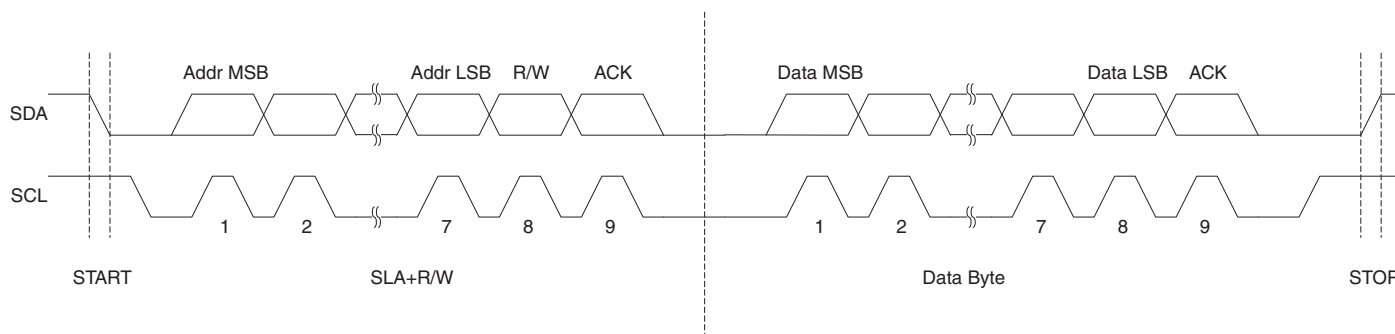 Addr MSB Addr LSB R/W ACK Data MSB Data LSB ACK
SDA
SCL
1 2 7 8 9 1 2 7 8 9
START SLA+R/W Data Byte STOP